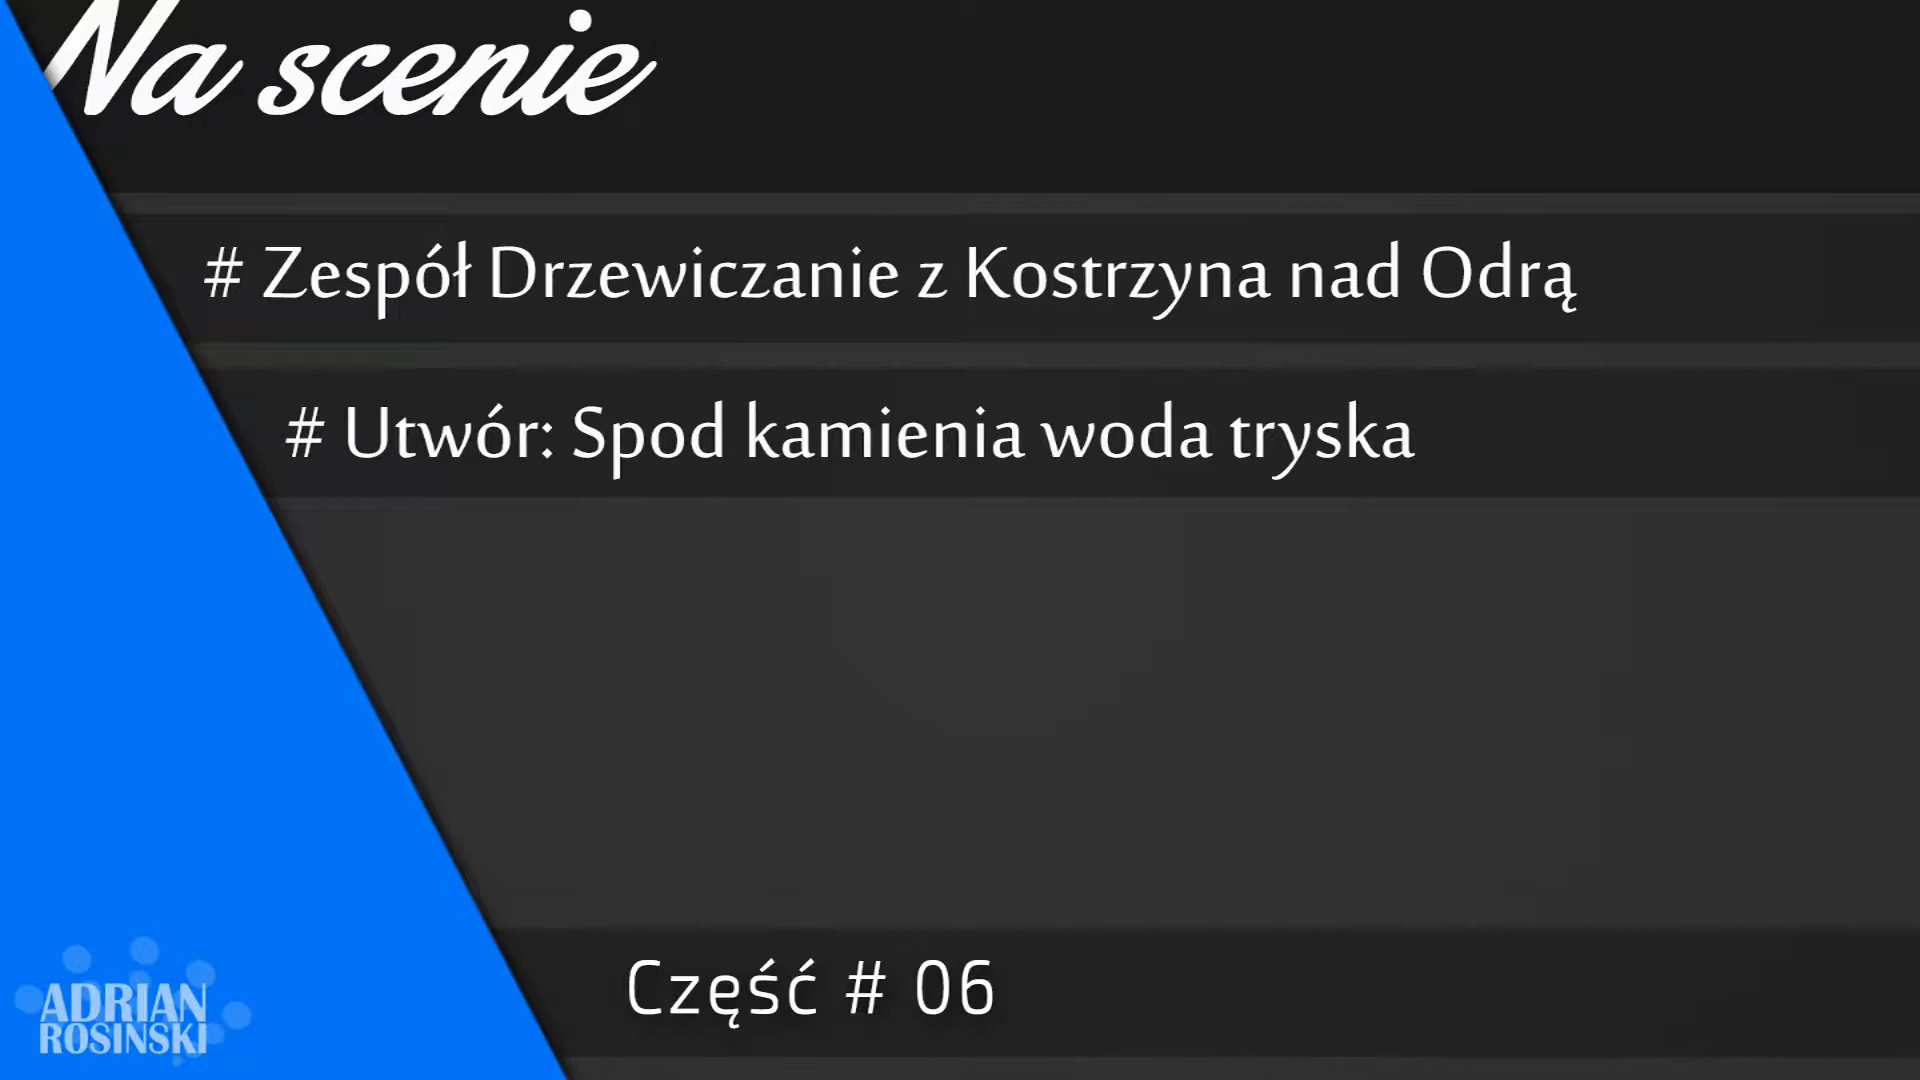 Na scenie
# Zespół Drzewiczanie z Kostrzyna nad Odrą
# Utwór: Spod kamienia woda tryska
Część # 06
ADRIAN
ROSINSKI